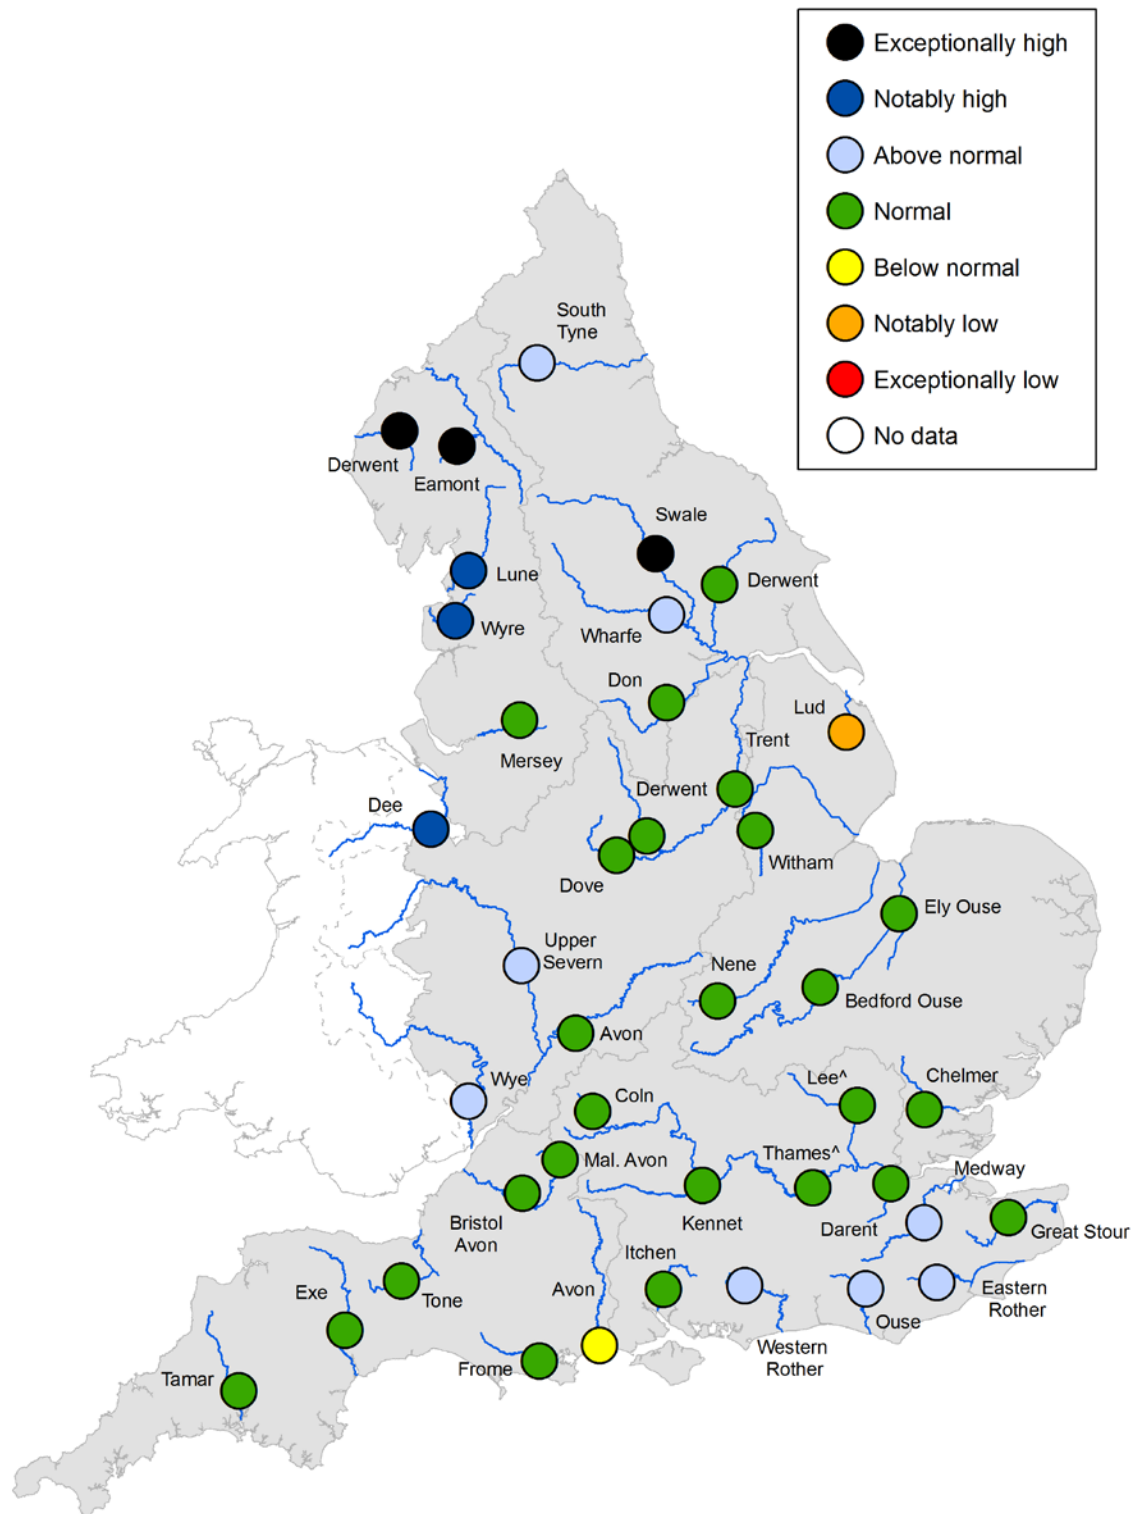 Exceptionally high
Notably high
Above normal
Normal
Below normal
Notably low
Exceptionally low
No data
South
Tyne
Derwent
Eamont
Swale
Lune
Derwent
Wyre
Wharfe
Don
Lud
Trent
Mersey
Derwent
Dee
Witham
Dove
Ely Ouse
Upper
Severn
Nene
Bedford Ouse
Avon
Wye
Lee^
Chelmer
Coln
Mal. Avon
Thames^
Medway
Bristol
Avon
Kennet
Darent
Great Stour
Itchen
Exe
Tone
Avon
Eastern
Rother
Ouse
Western
Rother
Frome
Tamar